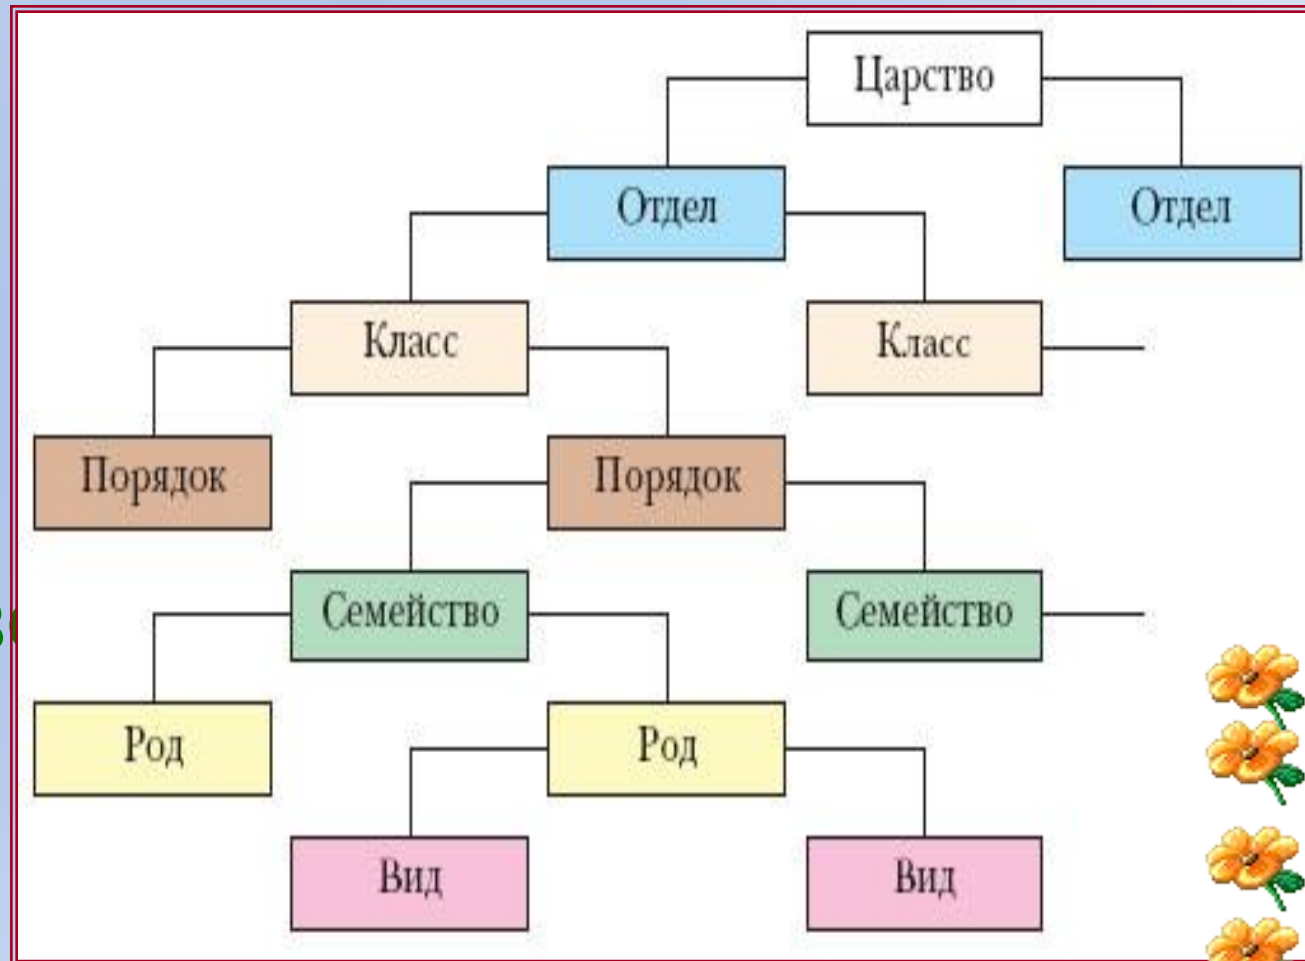 Царство
Отдел
Отдел
Класс
Класс
Порядок
Порядок
Семейство
Семейство
Род
Род
Вид
Вид